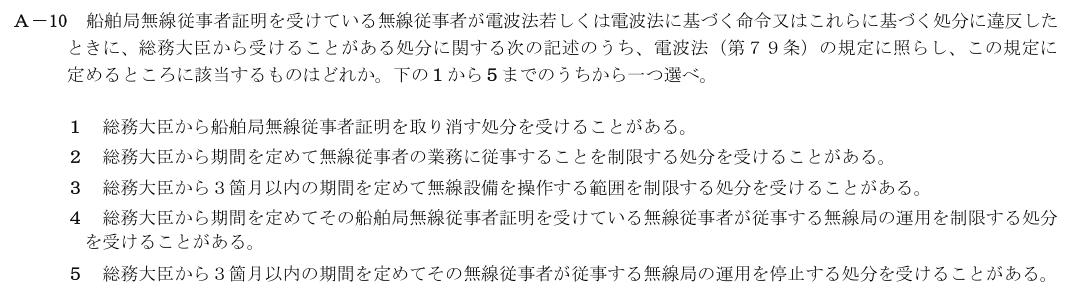 A－10　船舶局無線従事者証明を受けている無線従事者が電波法若しくは電波法に基づく命令又はこれらに基づく処分に違反した
ときに、総務大臣から受けることがある処分に関する次の記述のうち、電波法（第７９条）の規定に照らし、この規定に
定めるところに該当するものはどれか。下の1から5までのうちから一つ選べ。
1　総務大臣から船舶局無線従事者証明を取り消す処分を受けることがある。
2　総務大臣から期間を定めて無線従事者の業務に従事することを制限する処分を受けることがある。
3　総務大臣から３箇月以内の期間を定めて無線設備を操作する範囲を制限する処分を受けることがある。
4　総務大臣から期間を定めてその船舶局無線従事者証明を受けている無線従事者が従事する無線局の運用を制限する処分
を受けることがある。
5　総務大臣から３箇月以内の期間を定めてその無線従事者が従事する無線局の運用を停止する処分を受けることがある。